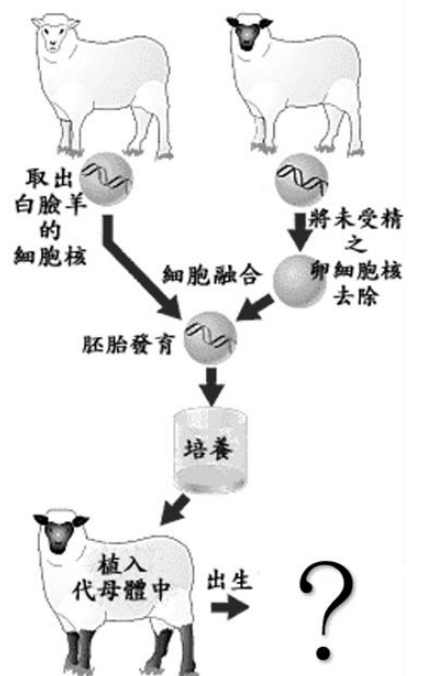 取出
白臉羊
的
細胞核
將未受精
之
卵細胞核
去除
細胞融合
胚胎發育
培養
植入
代母體中
出生
?